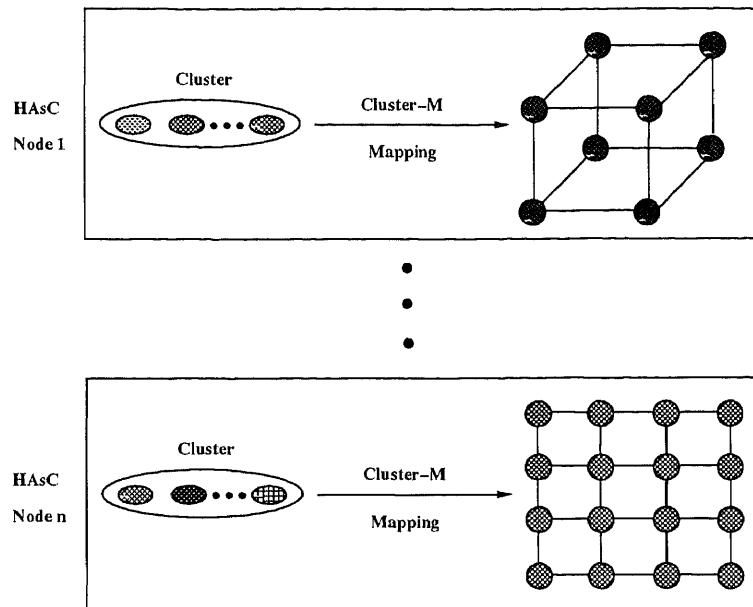 Cluster
HAsC
Node 1
Cluster-M
Mapping
Cluster
HAsC
Node n
Cluster-M
Mapping